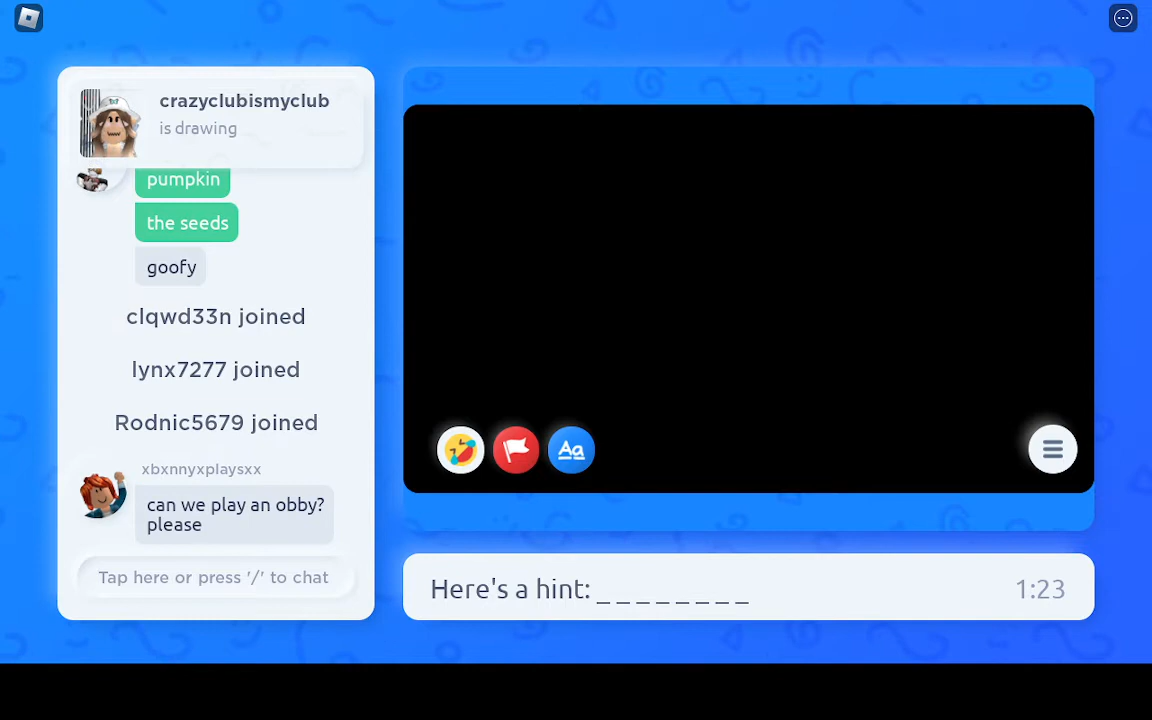 crazyclubismyclub
is drawing
pumpkin
the seeds
goofy
clqwd33n joined
lynx7277 joined
Rodnic5679 joined
xbxnnyxplaysxx
can we play an obby?
please
Tap here or press '/' to chat
Aa
Here's a hint: _ _ _ _ _ _ _ _
1:23